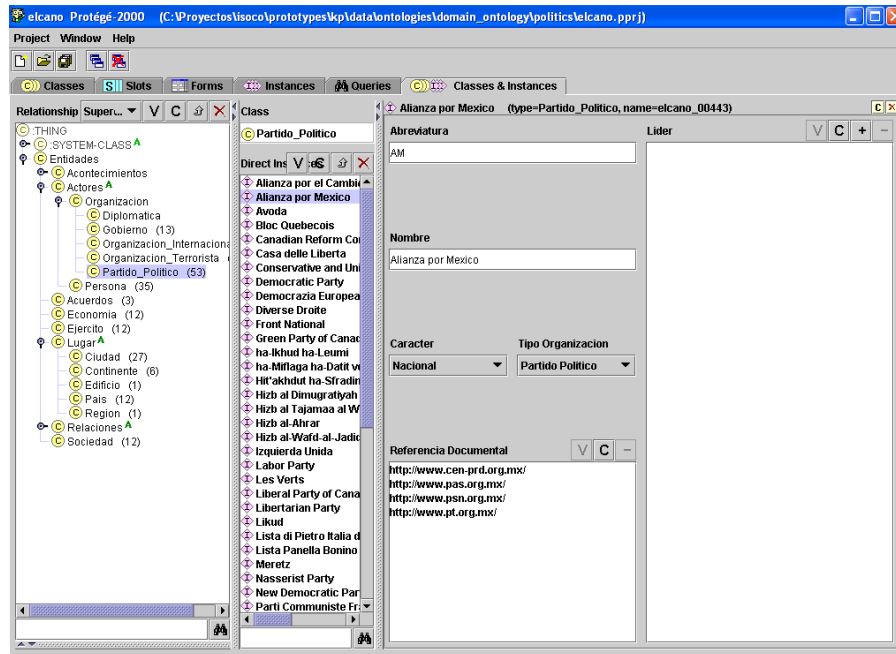 elcano Protégé-2000 (C:\Proyectos\isoco\prototypes\kp\data\ontologies\domain_ontology\politics\elcano.pprj)
Project Window Help
Classes Slots Forms Instances Queries Classes & Instances
Relationship Super... V C
:THING
:SYSTEM-CLASS A
Entidades
Acontecimientos
Actores A
Organizacion
Diplomatica
Gobierno (13)
Organizacion_Internaciona
Organizacion_Terrorista
Partido_Politico (53)
Persona (35)
Acuerdos (3)
Economia (12)
Ejercito (12)
Lugar A
Ciudad (27)
Continente (6)
Edificio (1)
Pais (12)
Region (1)
Relaciones A
Sociedad (12)
Class
Partido_Politico
Direct Ins V C
Alianza por el Cambi
Alianza por Mexico
Avoda
Bloc Quebecois
Canadian Reform Co
Casa delle Liberta
Conservative and Uni
Democratic Party
Democrazia Europea
Diverse Droite
Front National
Green Party of Canad
ha-Ikhud ha-Leumi
ha-Miflaga ha-Datit ve
Hit'akhdut ha-Sfradin
Hizb al Dimugratiyah
Hizb al Tajamaa al W
Hizb al-Ahrar
Hizb al-Wafd-al-Jadid
Izquierda Unida
Labor Party
Les Verts
Liberal Party of Cana
Libertarian Party
Likud
Lista di Pietro Italia d
Lista Panella Bonino
Meretz
Nasserist Party
New Democratic Par
Parti Communiste Fr
Alianza por Mexico (type=Partido_Politico, name=elcano_00443) C x
Abreviatura
AM
Nombre
Alianza por Mexico
Caracter Tipo Organizacion
Nacional Partido Politico
Referencia Documental V C −
http://www.cen-prd.org.mx/
http://www.pas.org.mx/
http://www.psn.org.mx/
http://www.pt.org.mx/
Lider V C + −